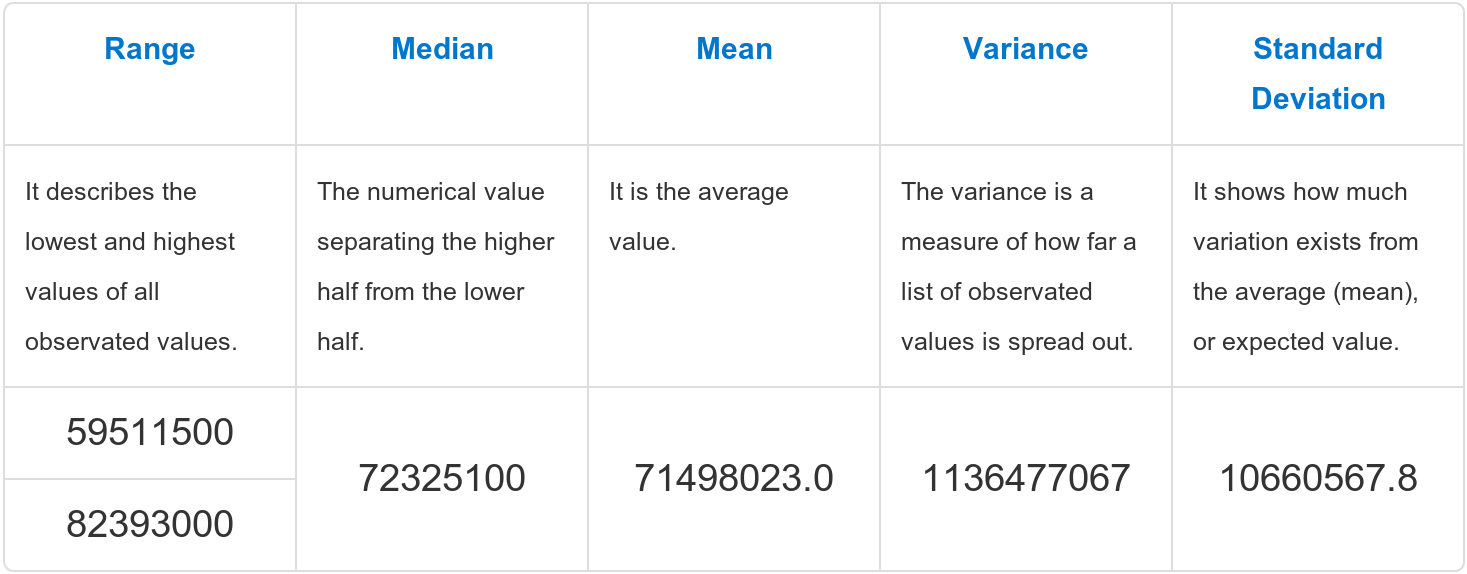 Range
Median
Mean
Variance
Standard
Deviation
It describes the
lowest and highest
values of all
observated values.
The numerical value
separating the higher
half from the lower
half.
It is the average
value.
The variance is a
measure of how far a
list of observated
values is spread out.
It shows how much
variation exists from
the average (mean),
or expected value.
59511500
82393000
72325100
71498023.0
1136477067
10660567.8